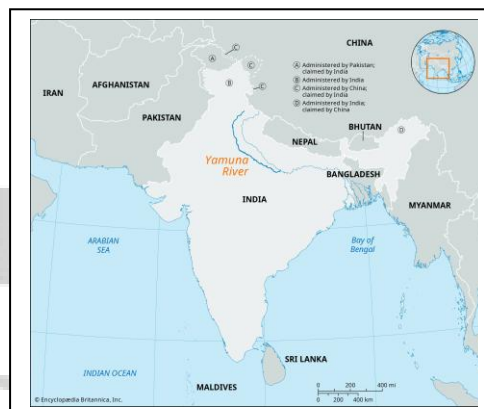 CHINA
Ⓐ Administered by Pakistan;
claimed by India
Ⓑ Administered by India
Ⓒ Administered by China;
claimed by India
Ⓓ Administered by India;
claimed by China
Ⓐ
Ⓒ
Ⓒ
Ⓑ
Ⓒ
AFGHANISTAN
IRAN
PAKISTAN
NEPAL
BHUTAN
Ⓓ
Yamuna
River
BANGLADESH
INDIA
MYANMAR
ARABIAN
SEA
Bay of
Bengal
SRI LANKA
INDIAN OCEAN
MALDIVES
0 200 400 mi
0 200 400 km
© Encyclopædia Britannica, Inc.